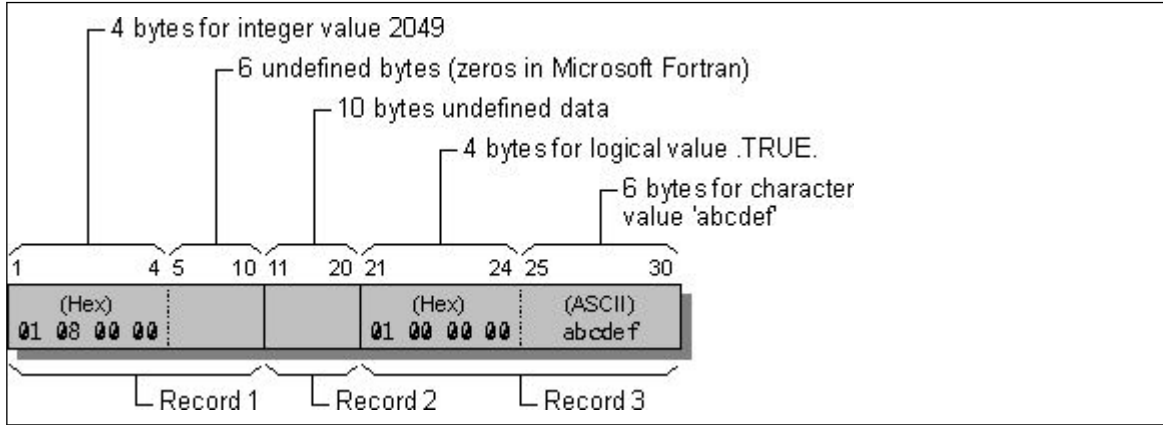 4 bytes for integer value 2049
6 undefined bytes (zeros in Microsoft Fortran)
10 bytes undefined data
4 bytes for logical value .TRUE.
6 bytes for character
value 'abcdef'
1 4 5 10 11 20 21 24 25 30
(Hex) (Hex) (ASCII)
01 08 00 00 01 00 00 00 abcdef
Record 1 Record 2 Record 3